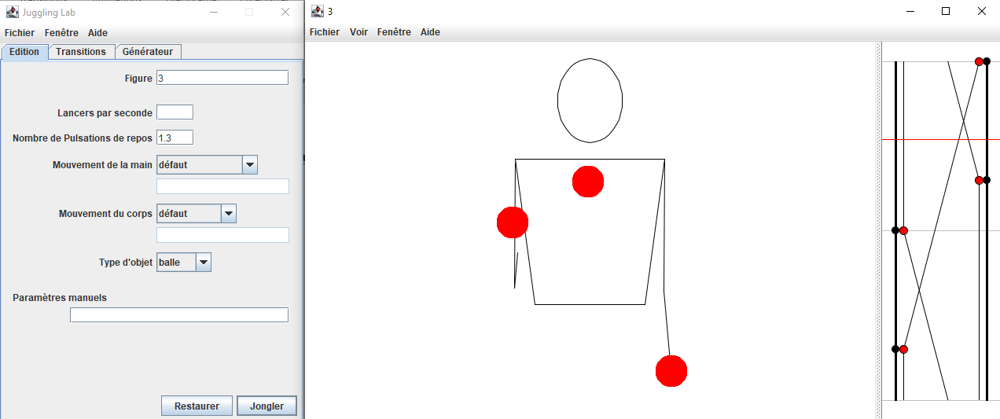 Juggling Lab
Fichier Fenêtre Aide
Edition Transitions Générateur
Figure 3
Lancers par seconde
Nombre de Pulsations de repos 1.3
Mouvement de la main défaut
Mouvement du corps défaut
Type d'objet balle
Paramètres manuels
Restaurer Jongler
3
Fichier Voir Fenêtre Aide